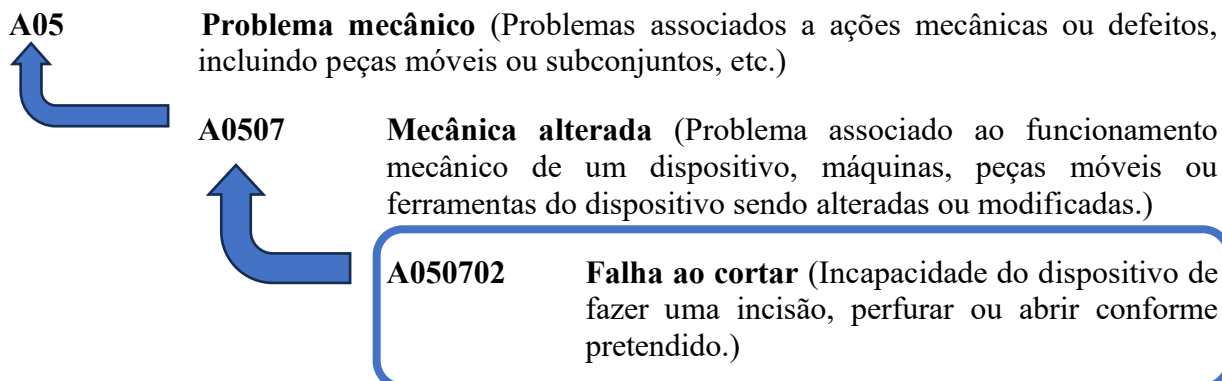 A05 Problema mecânico (Problemas associados a ações mecânicas ou defeitos,
incluindo peças móveis ou subconjuntos, etc.)
A0507 Mecânica alterada (Problema associado ao funcionamento
mecânico de um dispositivo, máquinas, peças móveis ou
ferramentas do dispositivo sendo alteradas ou modificadas.)
A050702 Falha ao cortar (Incapacidade do dispositivo de
fazer uma incisão, perfurar ou abrir conforme
pretendido.)